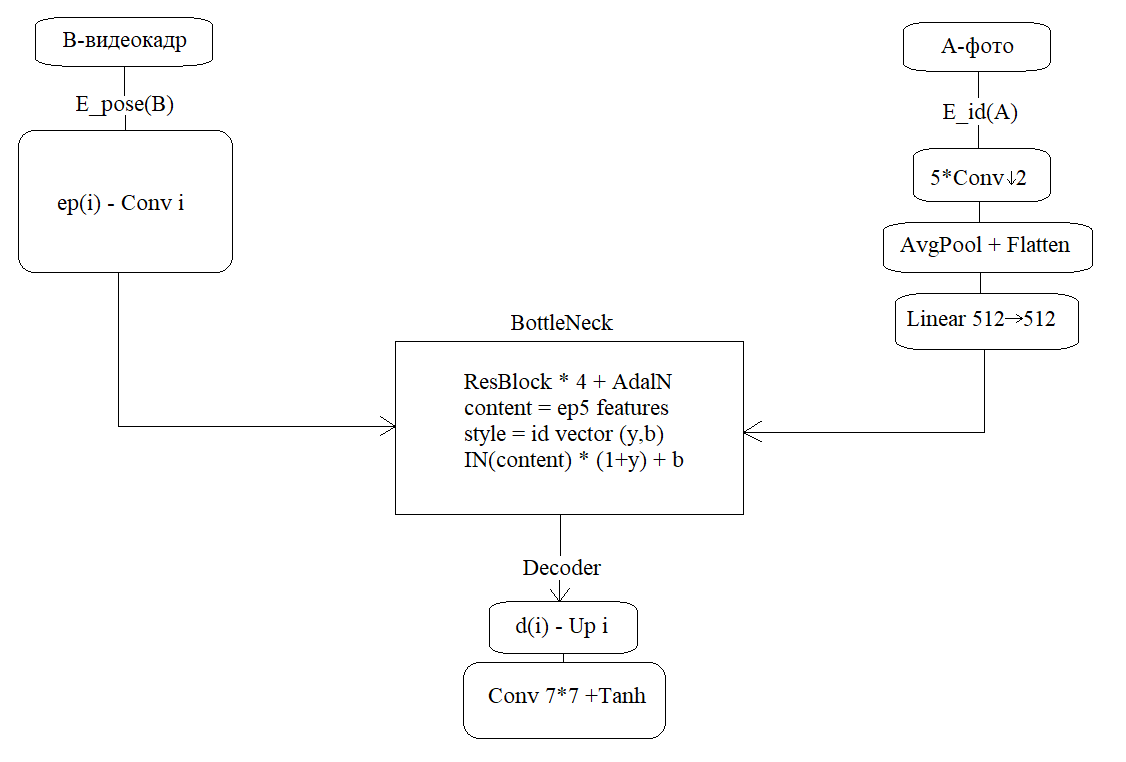 B-видеокадр
E_pose(B)
ep(i) - Conv i
A-фото
E_id(A)
5*Conv↓2
AvgPool + Flatten
Linear 512→512
BottleNeck
ResBlock * 4 + AdalN
content = ep5 features
style = id vector (y,b)
IN(content) * (1+y) + b
Decoder
d(i) - Up i
Conv 7*7 +Tanh